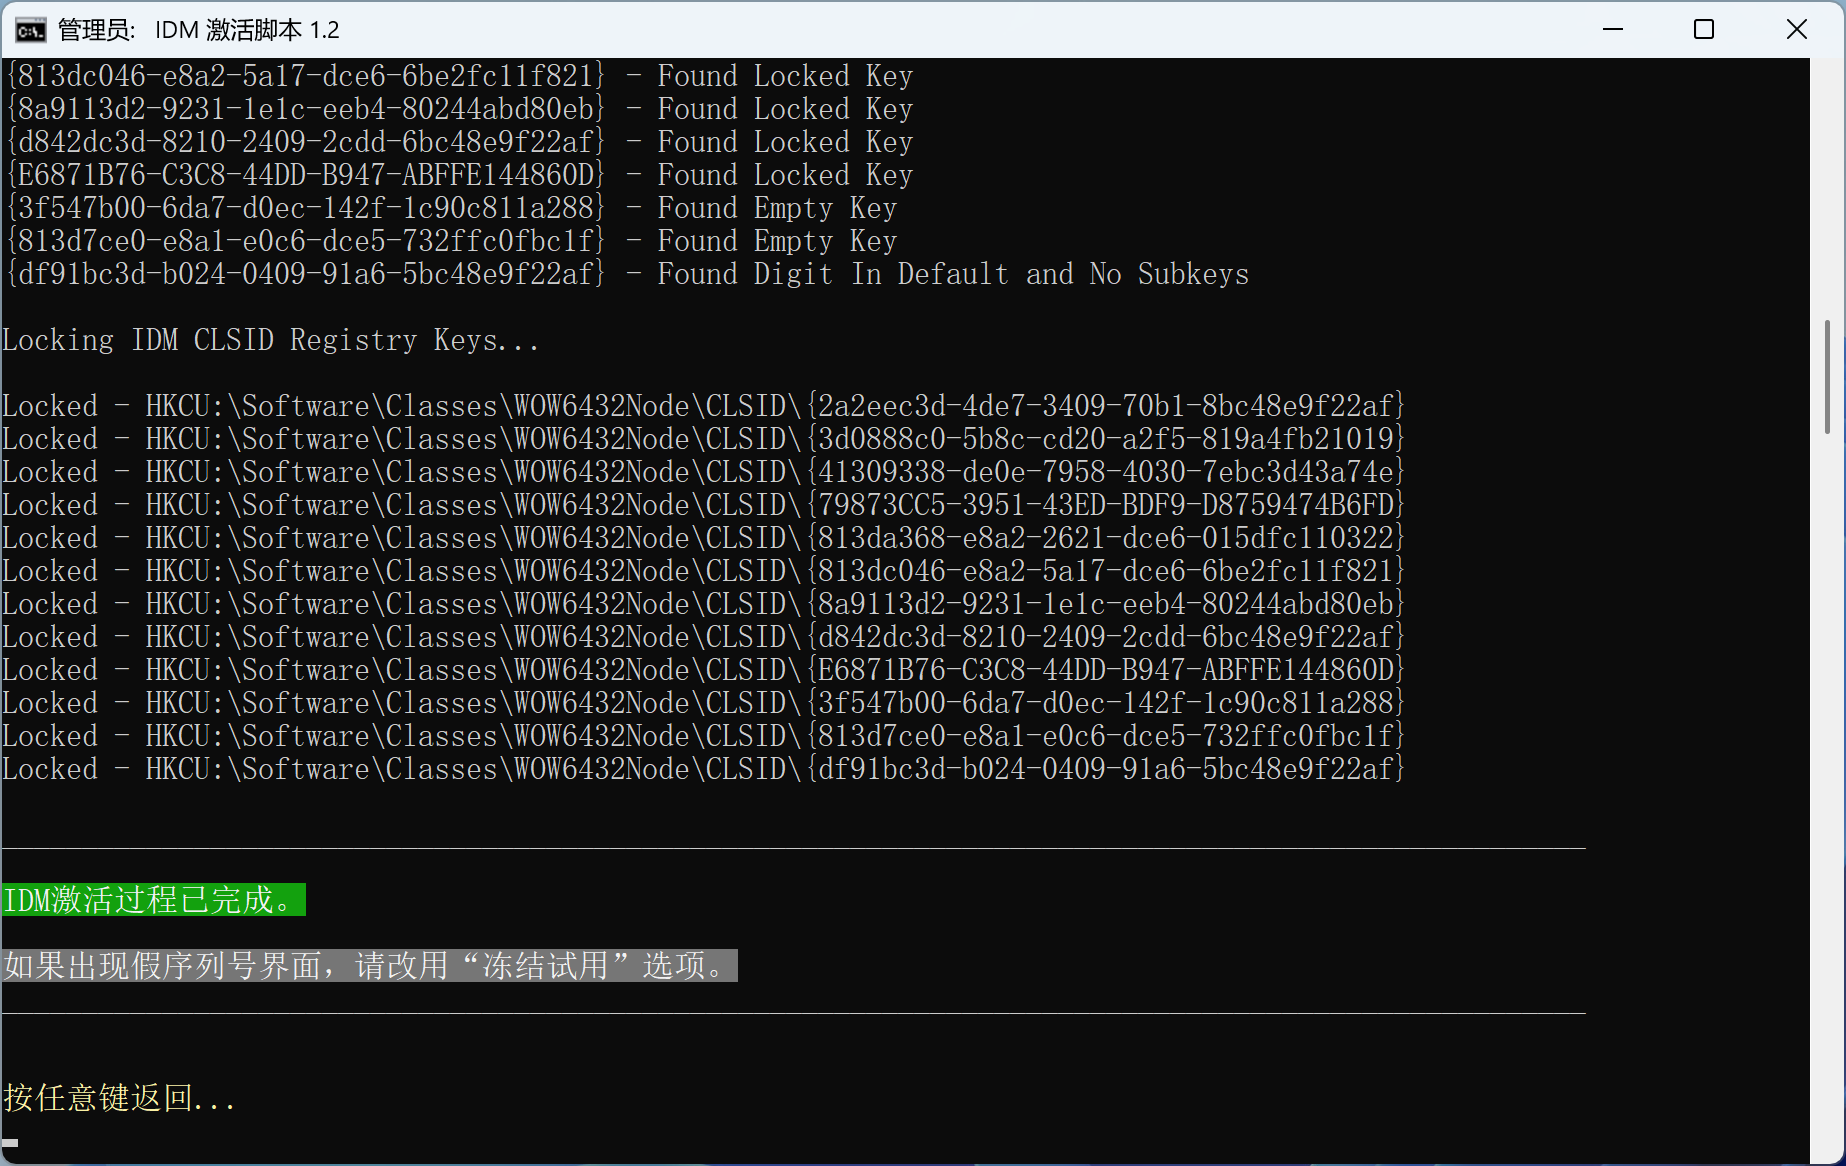 管理员: IDM 激活脚本 1.2
{813dc046-e8a2-5a17-dce6-6be2fc11f821} - Found Locked Key
{8a9113d2-9231-1e1c-eeb4-80244abd80eb} - Found Locked Key
{d842dc3d-8210-2409-2cdd-6bc48e9f22af} - Found Locked Key
{E6871B76-C3C8-44DD-B947-ABFFE144860D} - Found Locked Key
{3f547b00-6da7-d0ec-142f-1c90c811a288} - Found Empty Key
{813d7ce0-e8a1-e0c6-dce5-732ffc0fbc1f} - Found Empty Key
{df91bc3d-b024-0409-91a6-5bc48e9f22af} - Found Digit In Default and No Subkeys
Locking IDM CLSID Registry Keys...
Locked - HKCU:\Software\Classes\WOW6432Node\CLSID\{2a2eec3d-4de7-3409-70b1-8bc48e9f22af}
Locked - HKCU:\Software\Classes\WOW6432Node\CLSID\{3d0888c0-5b8c-cd20-a2f5-819a4fb21019}
Locked - HKCU:\Software\Classes\WOW6432Node\CLSID\{41309338-de0e-7958-4030-7ebc3d43a74e}
Locked - HKCU:\Software\Classes\WOW6432Node\CLSID\{79873CC5-3951-43ED-BDF9-D8759474B6FD}
Locked - HKCU:\Software\Classes\WOW6432Node\CLSID\{813da368-e8a2-2621-dce6-015dfc110322}
Locked - HKCU:\Software\Classes\WOW6432Node\CLSID\{813dc046-e8a2-5a17-dce6-6be2fc11f821}
Locked - HKCU:\Software\Classes\WOW6432Node\CLSID\{8a9113d2-9231-1e1c-eeb4-80244abd80eb}
Locked - HKCU:\Software\Classes\WOW6432Node\CLSID\{d842dc3d-8210-2409-2cdd-6bc48e9f22af}
Locked - HKCU:\Software\Classes\WOW6432Node\CLSID\{E6871B76-C3C8-44DD-B947-ABFFE144860D}
Locked - HKCU:\Software\Classes\WOW6432Node\CLSID\{3f547b00-6da7-d0ec-142f-1c90c811a288}
Locked - HKCU:\Software\Classes\WOW6432Node\CLSID\{813d7ce0-e8a1-e0c6-dce5-732ffc0fbc1f}
Locked - HKCU:\Software\Classes\WOW6432Node\CLSID\{df91bc3d-b024-0409-91a6-5bc48e9f22af}
IDM激活过程已完成。
如果出现假序列号界面，请改用“冻结试用”选项。
按任意键返回...